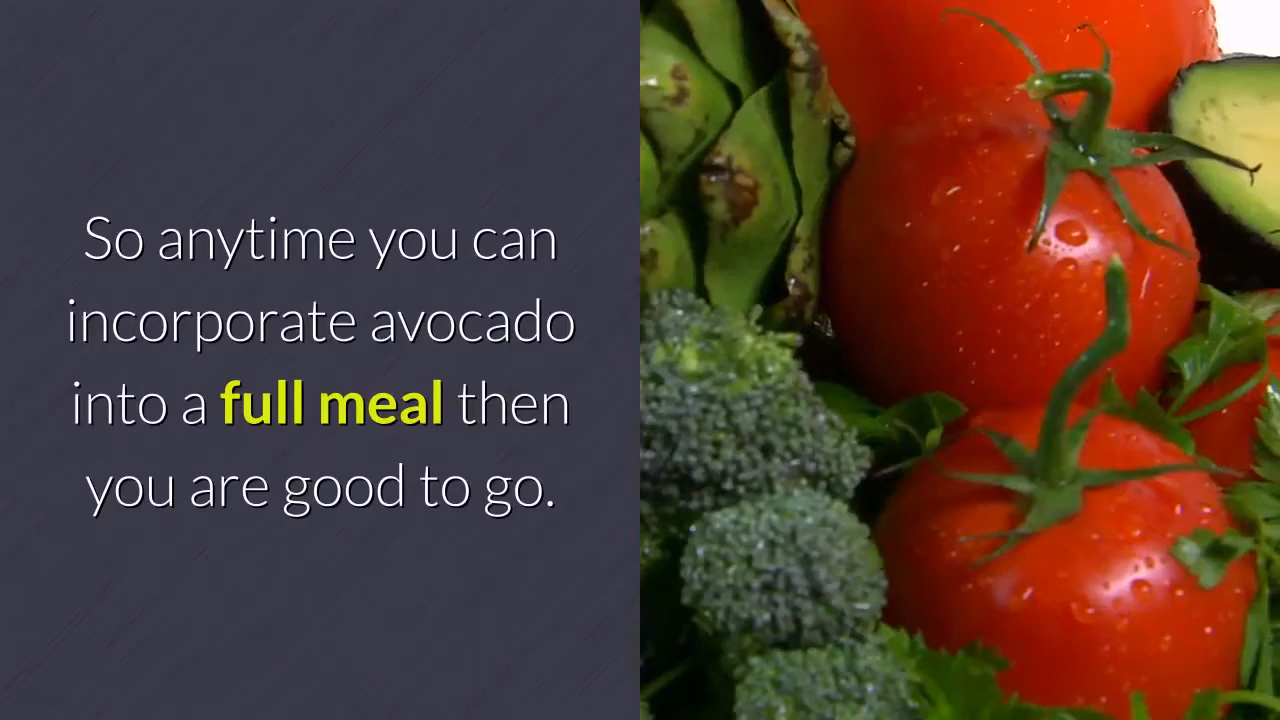 So anytime you can
incorporate avocado
into a full meal then
you are good to go.